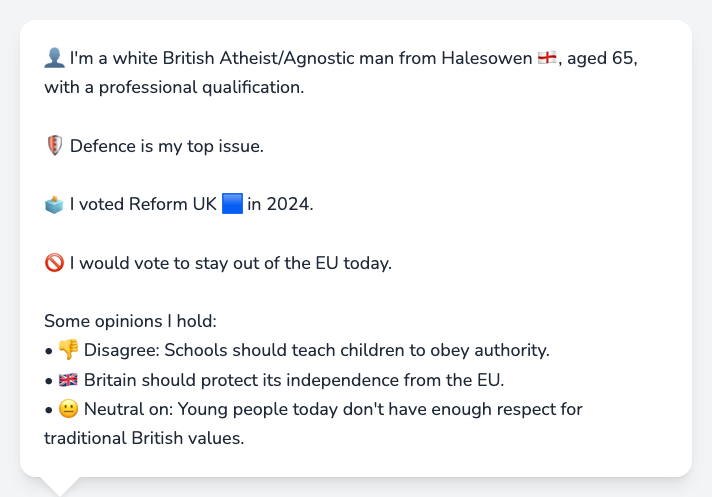 👤 I'm a white British Atheist/Agnostic man from Halesowen 🏴󠁧󠁢󠁥󠁮󠁧󠁿, aged 65,
with a professional qualification.
🛡️ Defence is my top issue.
🗳️ I voted Reform UK 🟦 in 2024.
🚫 I would vote to stay out of the EU today.
Some opinions I hold:
• 👎 Disagree: Schools should teach children to obey authority.
• 🇬🇧 Britain should protect its independence from the EU.
• 😐 Neutral on: Young people today don't have enough respect for
traditional British values.